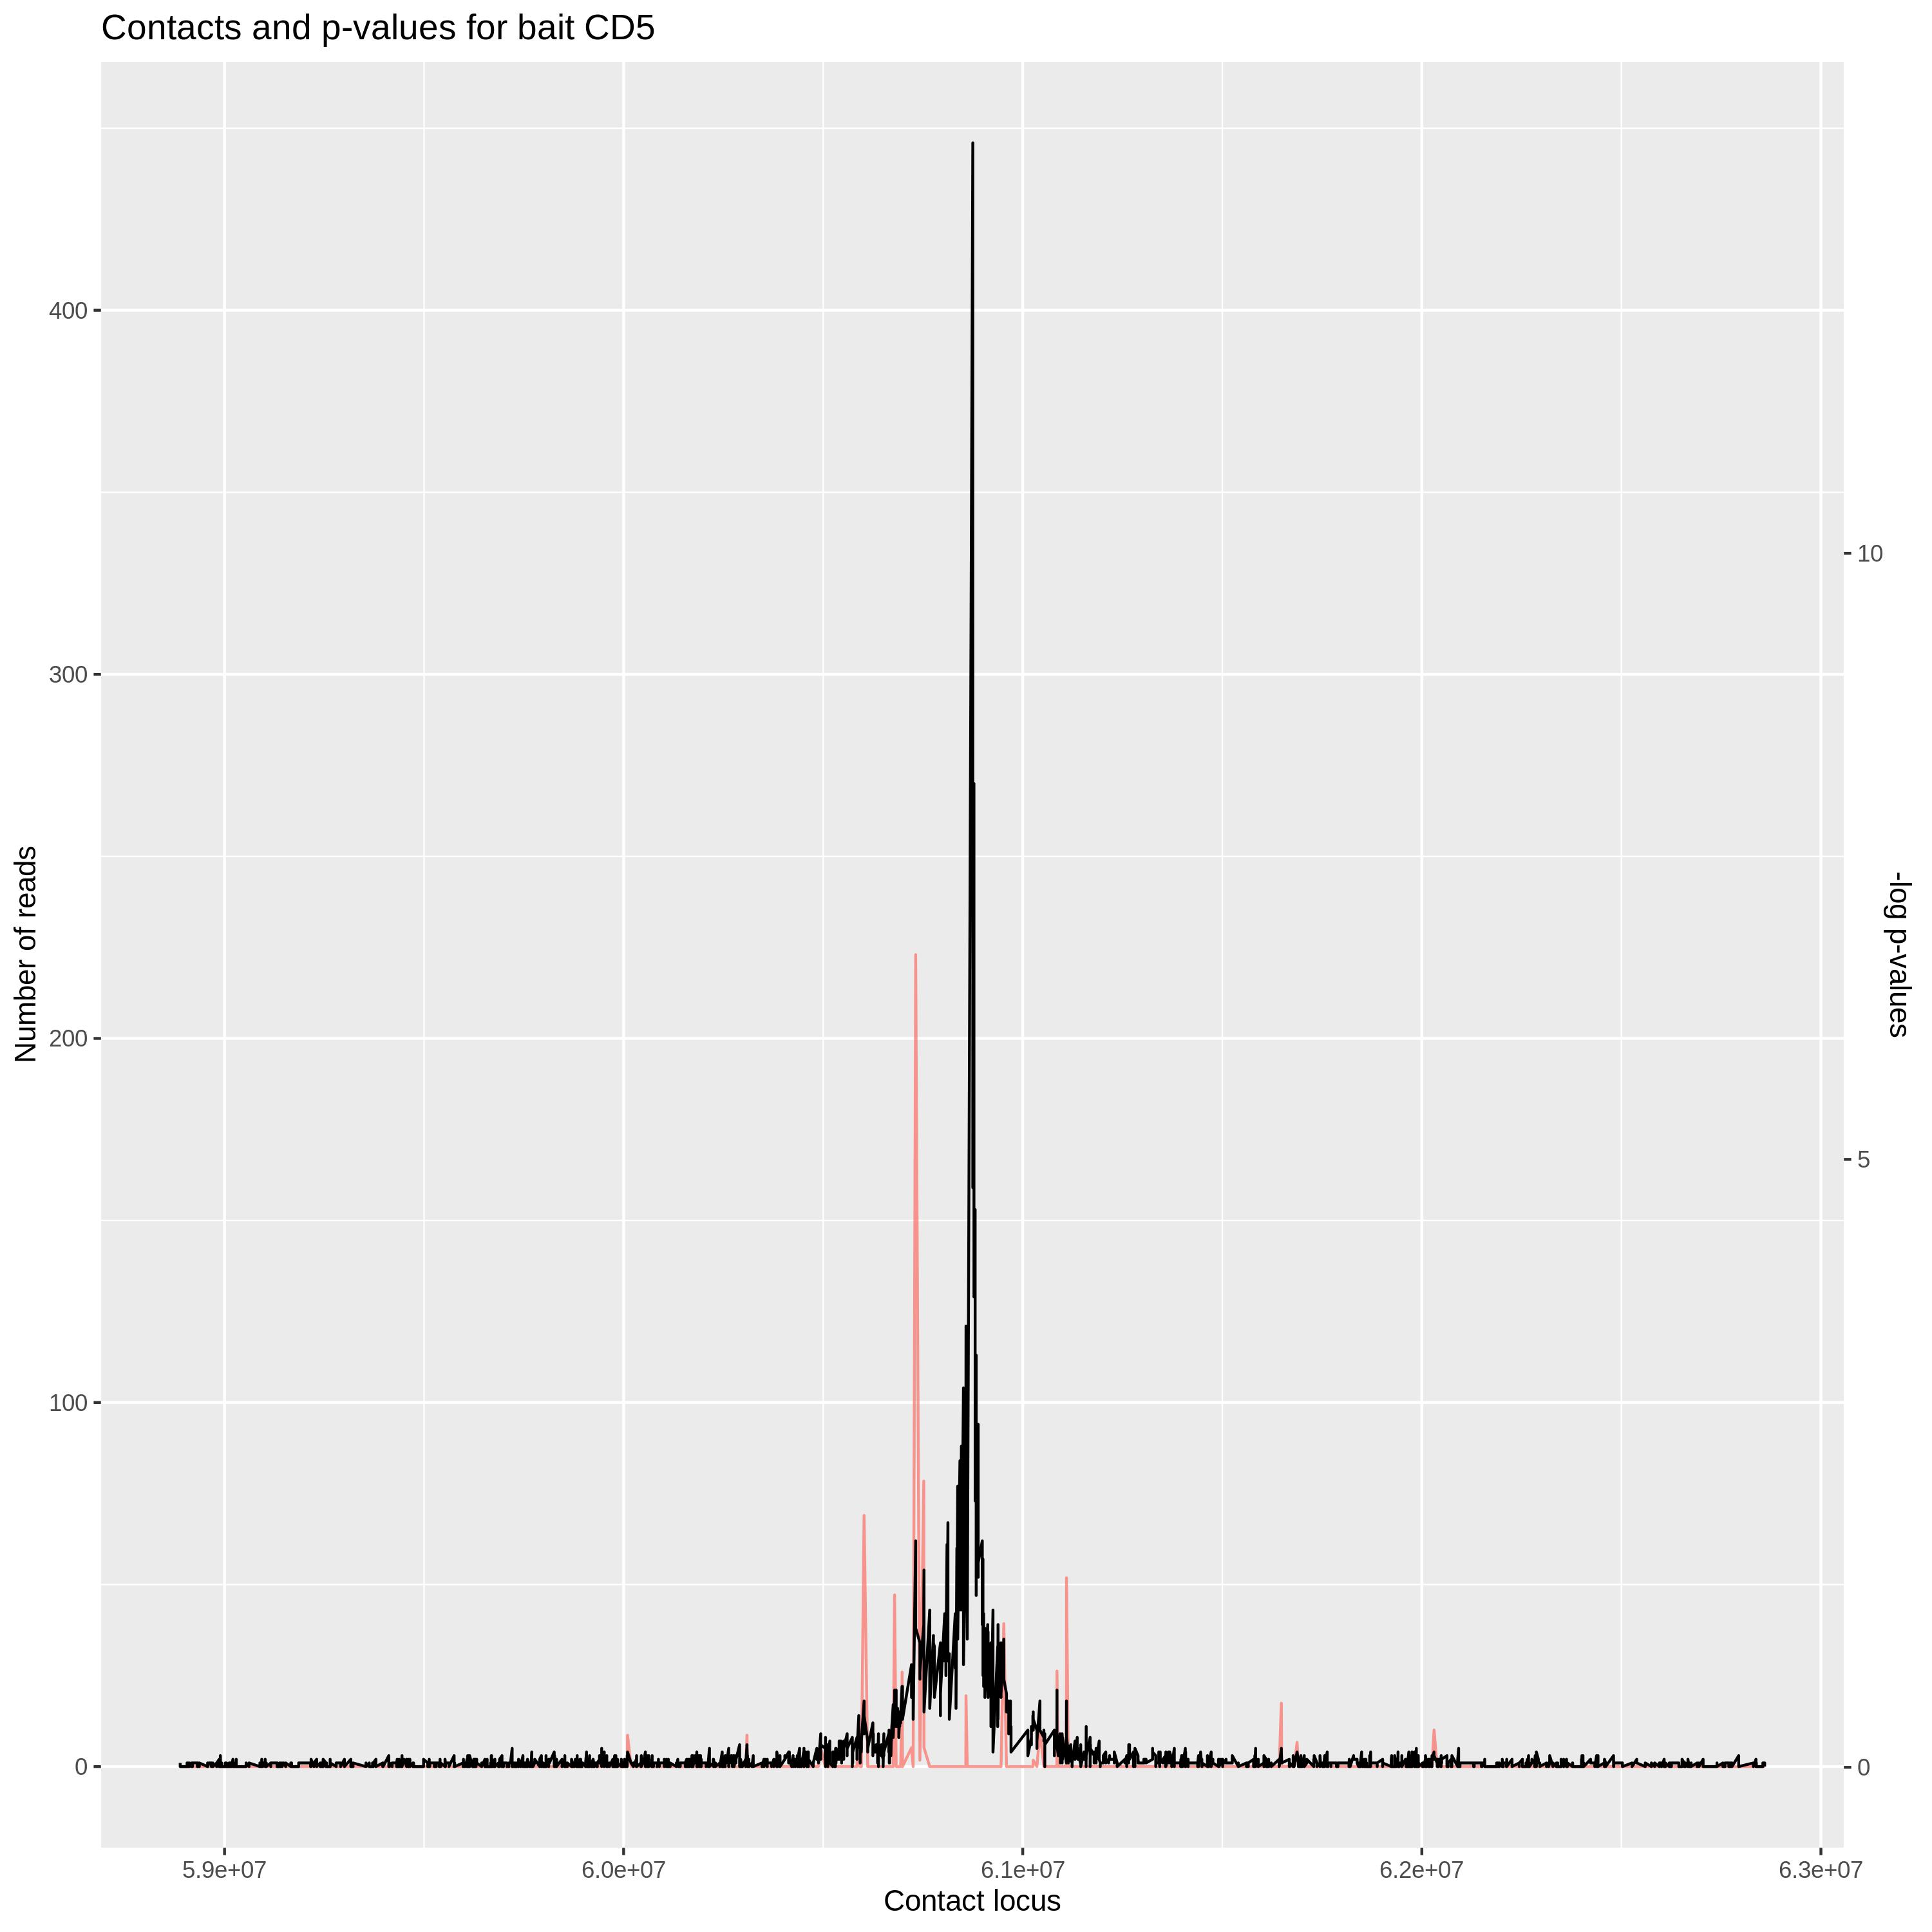 Contacts and p-values for bait CD5
400
300
200
100
0
Number of reads
10
5
0
-log p-values
5.9e+07 6.0e+07 6.1e+07 6.2e+07 6.3e+07
Contact locus